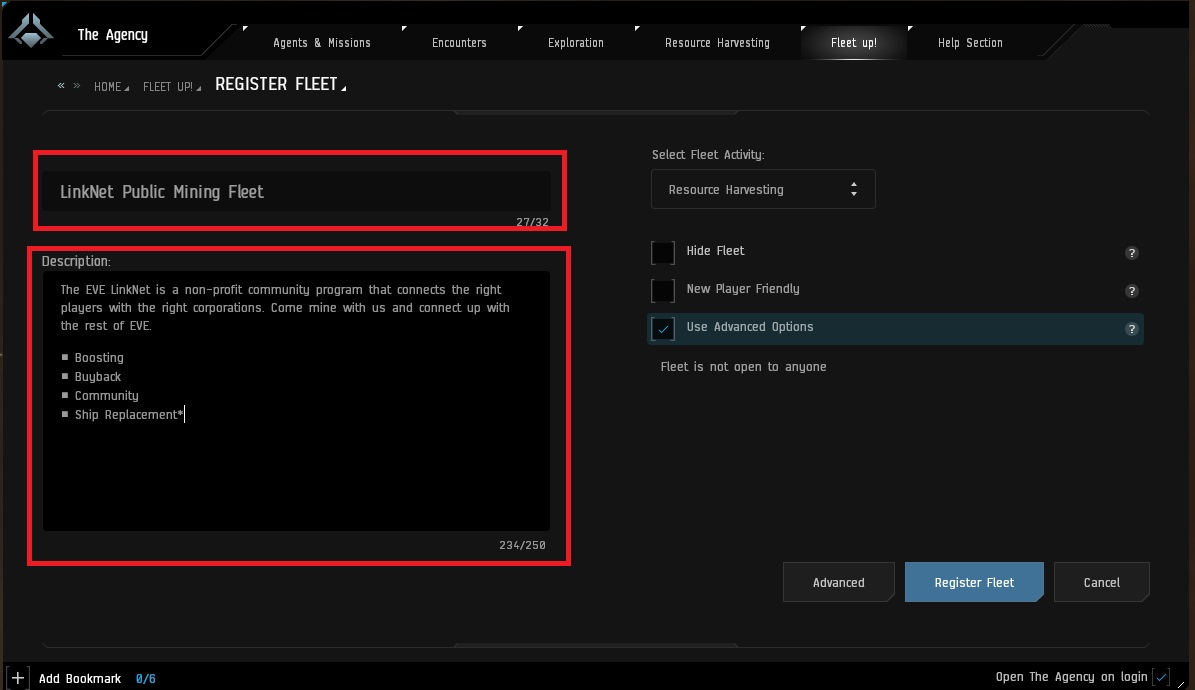 The Agency
Agents & Missions
Encounters
Exploration
Resource Harvesting
Fleet up!
Help Section
« » HOME FLEET UP! REGISTER FLEET
LinkNet Public Mining Fleet
27/32
Description:
The EVE LinkNet is a non-profit community program that connects the right
players with the right corporations. Come mine with us and connect up with
the rest of EVE.
■ Boosting
■ Buyback
■ Community
■ Ship Replacement*
234/250
Select Fleet Activity:
Resource Harvesting
Hide Fleet ?
New Player Friendly ?
Use Advanced Options ?
Fleet is not open to anyone
Advanced
Register Fleet
Cancel
Add Bookmark 0/6
Open The Agency on login